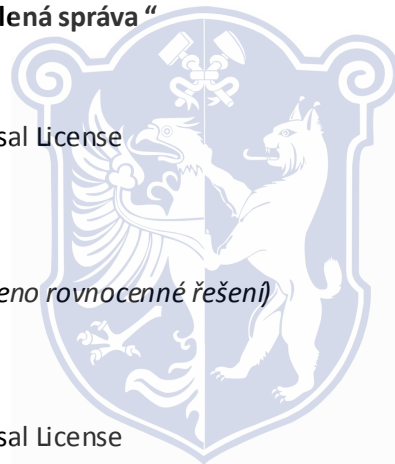 lená správa “
sal License
eno rovnocenné řešení)
sal License